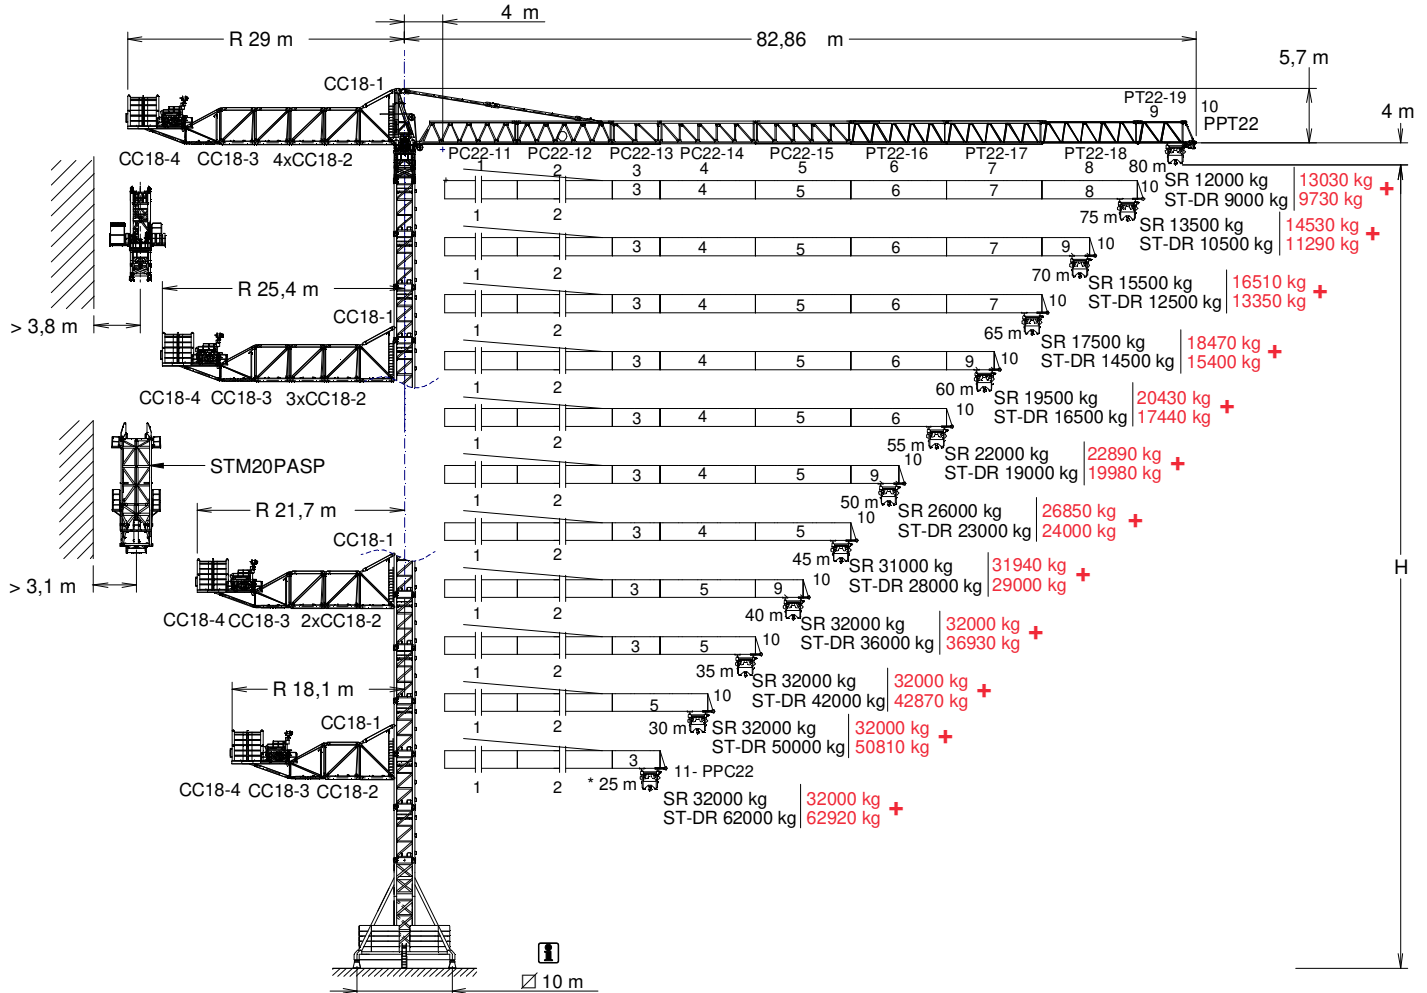 4 m
R 29 m
82,86 m
5,7 m
CC18-1
PT22-19
9
10
PPT22
4 m
CC18-4 CC18-3 4xCC18-2
PC22-11 PC22-12 PC22-13 PC22-14 PC22-15 PT22-16 PT22-17 PT22-18
1 2 3 4 5 6 7 8 80 m
SR 12000 kg 13030 kg +
ST-DR 9000 kg 9730 kg
3 4 5 6 7 8 10
1 2 75 m
SR 13500 kg 14530 kg +
ST-DR 10500 kg 11290 kg
3 4 5 6 7 9 10
1 2 70 m
SR 15500 kg 16510 kg +
ST-DR 12500 kg 13350 kg
R 25,4 m
3 4 5 6 7 10
> 3,8 m
CC18-1
1 2 65 m
SR 17500 kg 18470 kg +
ST-DR 14500 kg 15400 kg
3 4 5 6 9 10
CC18-4 CC18-3 3xCC18-2
1 2 60 m
SR 19500 kg 20430 kg +
ST-DR 16500 kg 17440 kg
3 4 5 6 10
1 2 55 m
SR 22000 kg 22890 kg +
ST-DR 19000 kg 19980 kg
STM20PASP
3 4 5 9 10
1 2 50 m
SR 26000 kg 26850 kg +
ST-DR 23000 kg 24000 kg
R 21,7 m
3 4 5 10
CC18-1
1 2 45 m
SR 31000 kg 31940 kg +
ST-DR 28000 kg 29000 kg
H
> 3,1 m
3 5 9 10
CC18-4 CC18-3 2xCC18-2
1 2 40 m
SR 32000 kg 32000 kg +
ST-DR 36000 kg 36930 kg
3 5 10
1 2 35 m
SR 32000 kg 32000 kg +
ST-DR 42000 kg 42870 kg
R 18,1 m
5 10
CC18-1
1 2 30 m
SR 32000 kg 32000 kg +
ST-DR 50000 kg 50810 kg
3 11- PPC22
CC18-4 CC18-3 CC18-2
1 2 * 25 m
SR 32000 kg 32000 kg +
ST-DR 62000 kg 62920 kg
i
10 m